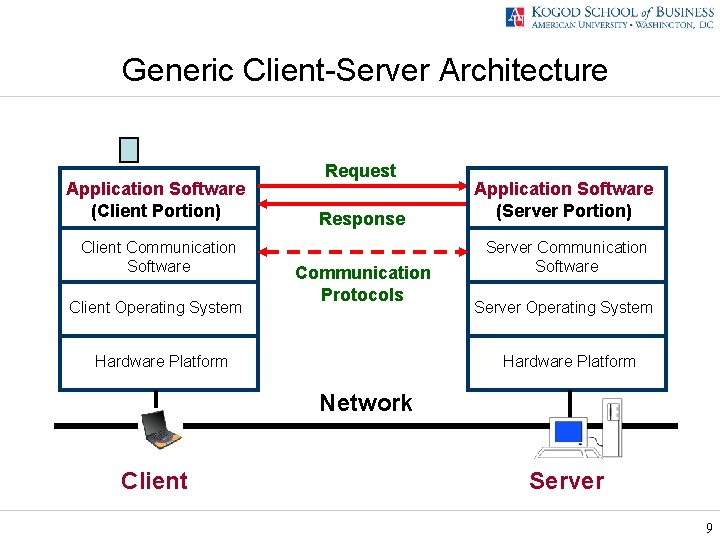 KOGOD SCHOOL of BUSINESS
AMERICAN UNIVERSITY • WASHINGTON, DC
Generic Client-Server Architecture
Application Software
(Client Portion)
Client Communication
Software
Client Operating System
Hardware Platform
Request
Response
Communication
Protocols
Application Software
(Server Portion)
Server Communication
Software
Server Operating System
Hardware Platform
Network
Client
Server
9